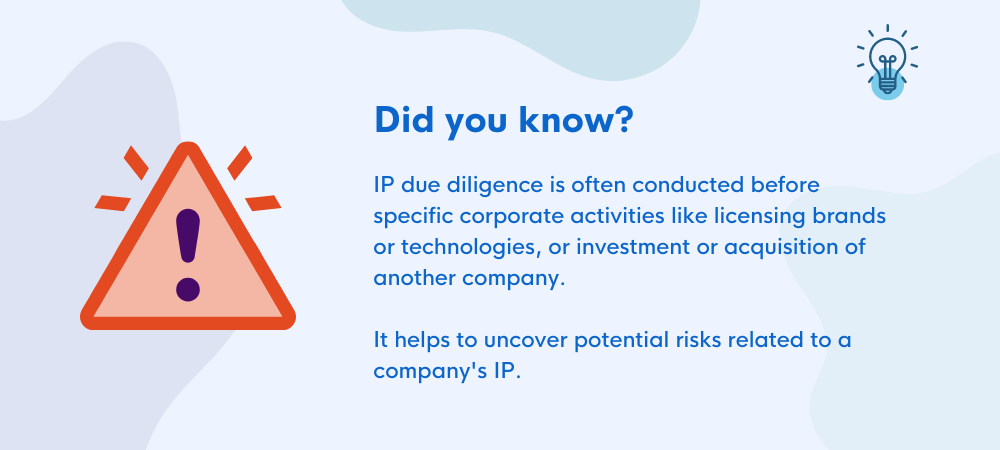 Did you know?
IP due diligence is often conducted before
specific corporate activities like licensing brands
or technologies, or investment or acquisition of
another company.
It helps to uncover potential risks related to a
company's IP.